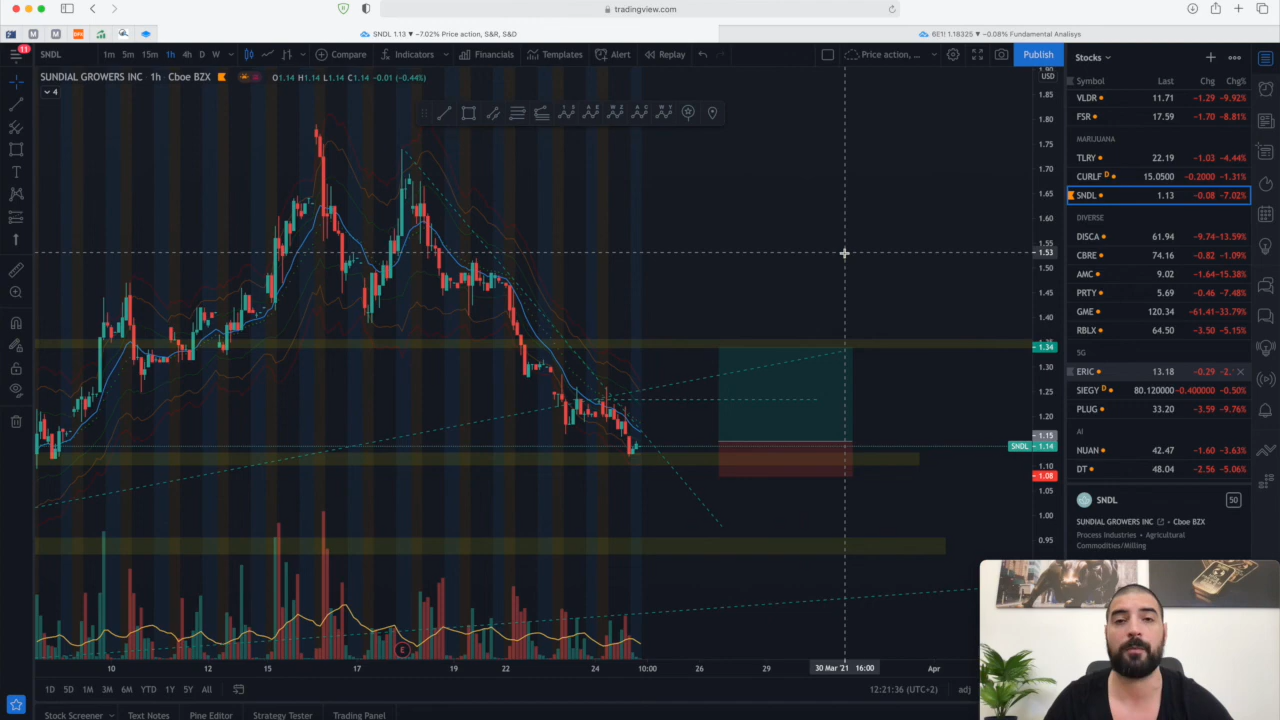 tradingview.com
SNDL 1.13 ▼ −7.02% Price action, S&R, S&D
6E1! 1.18325 ▼ −0.08% Fundamental Analisys
11
SNDL
1m 5m 15m 1h 4h D W
Compare
Indicators
Financials
Templates
Alert
Replay
Price action, ...
Publish
SUNDIAL GROWERS INC 1h Cboe BZX
O1.14 H1.14 L1.14 C1.14 −0.01 (−0.44%)
4
USD
1.85
1.80
1.75
1.70
1.65
1.60
1.55
1.53
1.50
1.45
1.40
1.34
1.30
1.25
1.20
1.15
SNDL 1.14
1.10
1.08
1.05
1.00
0.95
E
10 12 15 17 19 22 24 10:00 26 29 30 Mar '21 16:00 Apr
1D 5D 1M 3M 6M YTD 1Y 5Y All
12:21:36 (UTC+2)
adj
Stock Screener
Text Notes
Pine Editor
Strategy Tester
Trading Panel
Stocks
Symbol Last Chg Chg%
VLDR 11.71 −1.29 −9.92%
FSR 17.59 −1.70 −8.81%
MARIJUANA
TLRY 22.19 −1.03 −4.44%
CURLF D 15.0500 −0.2000 −1.31%
SNDL 1.13 −0.08 −7.02%
DIVERSE
DISCA 61.94 −9.74 −13.59%
CBRE 74.16 −0.82 −1.09%
AMC 9.02 −1.64 −15.38%
PRTY 5.69 −0.46 −7.48%
GME 120.34 −61.41 −33.79%
RBLX 64.50 −3.50 −5.15%
5G
ERIC 13.18 −0.29 −2.
SIEGY D 80.120000 −0.400000 −0.50%
PLUG 33.20 −3.59 −9.76%
AI
NUAN 42.47 −1.60 −3.63%
DT 48.04 −2.56 −5.06%
SNDL
50
SUNDIAL GROWERS INC • Cboe BZX
Process Industries • Agricultural
Commodities/Milling